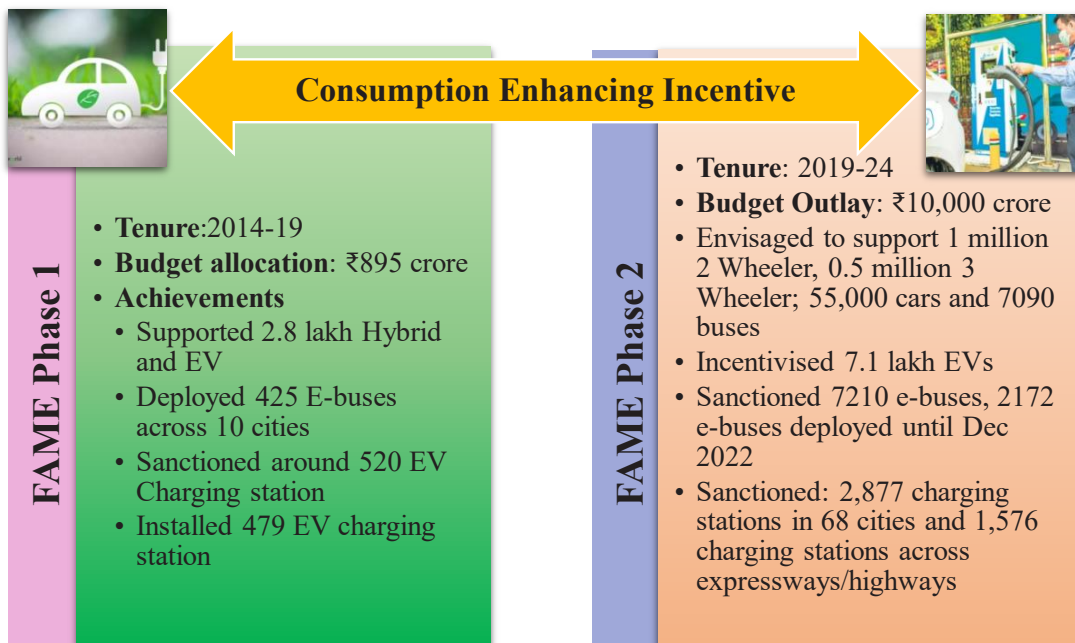 Consumption Enhancing Incentive
FAME Phase 1
• Tenure:2014-19
• Budget allocation: ₹895 crore
• Achievements
• Supported 2.8 lakh Hybrid
and EV
• Deployed 425 E-buses
across 10 cities
• Sanctioned around 520 EV
Charging station
• Installed 479 EV charging
station
FAME Phase 2
• Tenure: 2019-24
• Budget Outlay: ₹10,000 crore
• Envisaged to support 1 million
2 Wheeler, 0.5 million 3
Wheeler; 55,000 cars and 7090
buses
• Incentivised 7.1 lakh EVs
• Sanctioned 7210 e-buses, 2172
e-buses deployed until Dec
2022
• Sanctioned: 2,877 charging
stations in 68 cities and 1,576
charging stations across
expressways/highways